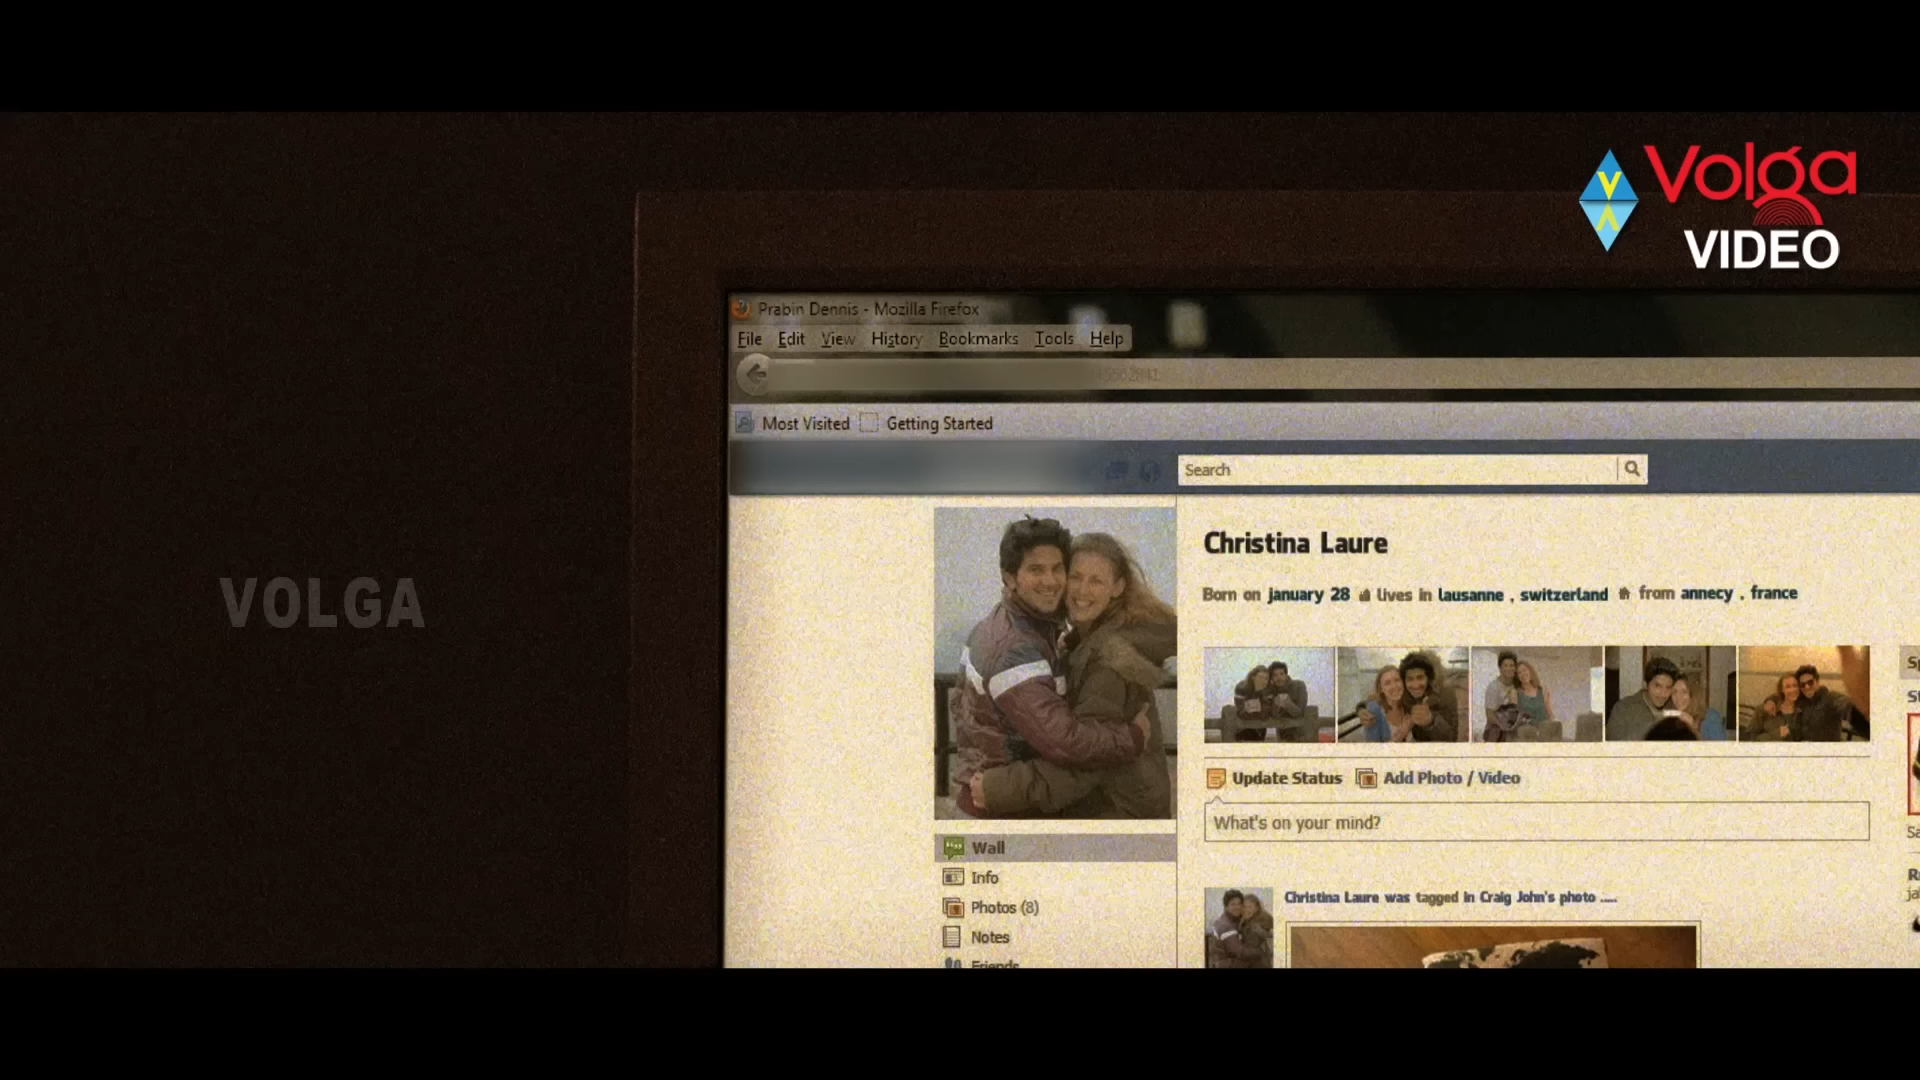 Volga
VIDEO
Prabin Dennis - Mozilla Firefox
File Edit View History Bookmarks Tools Help
Most Visited Getting Started
Search
Christina Laure
Born on january 28 lives in lausanne , switzerland from annecy , france
VOLGA
Update Status Add Photo / Video
What's on your mind?
Wall
Info
Photos (8)
Notes
Friends
Christina Laure was tagged in Craig John's photo .....